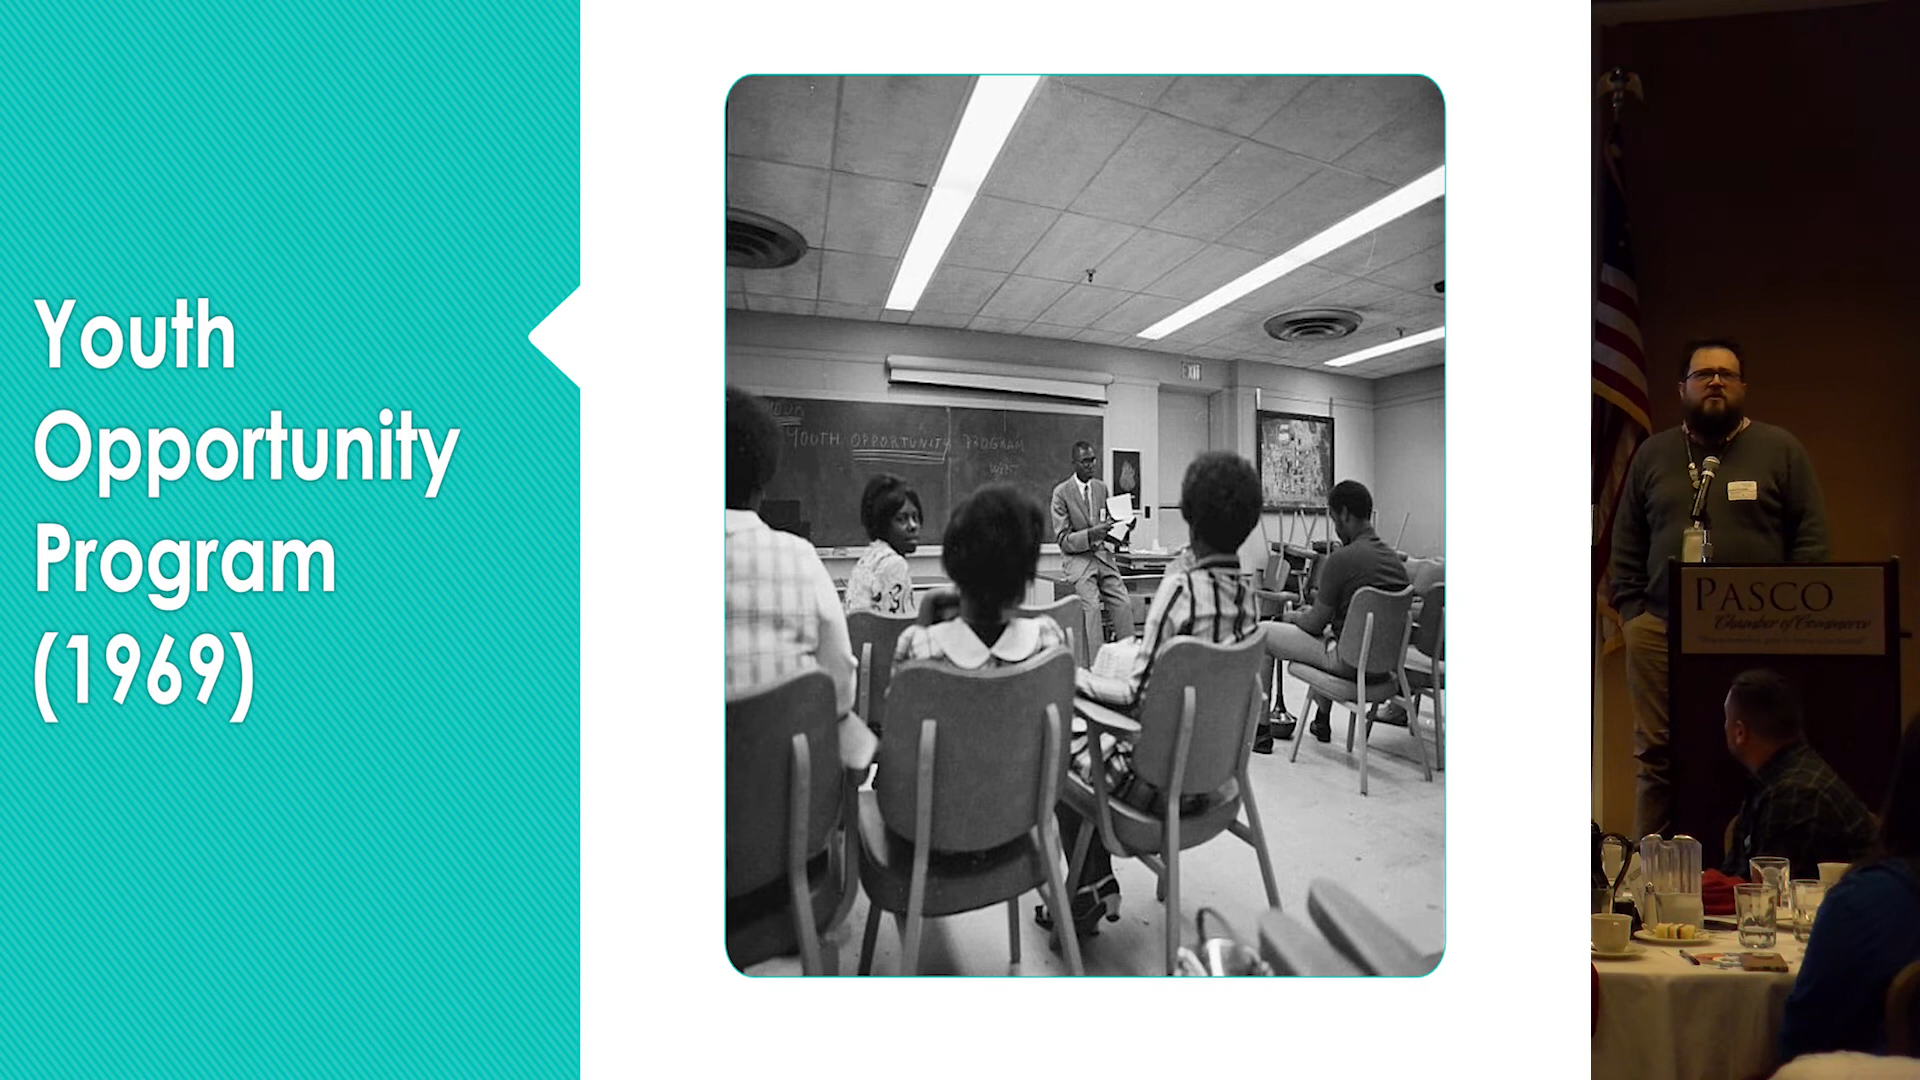 Youth
Opportunity
Program
(1969)
YOUTH OPPORTUNITY PROGRAM
EXIT
PASCO
Chamber of Commerce